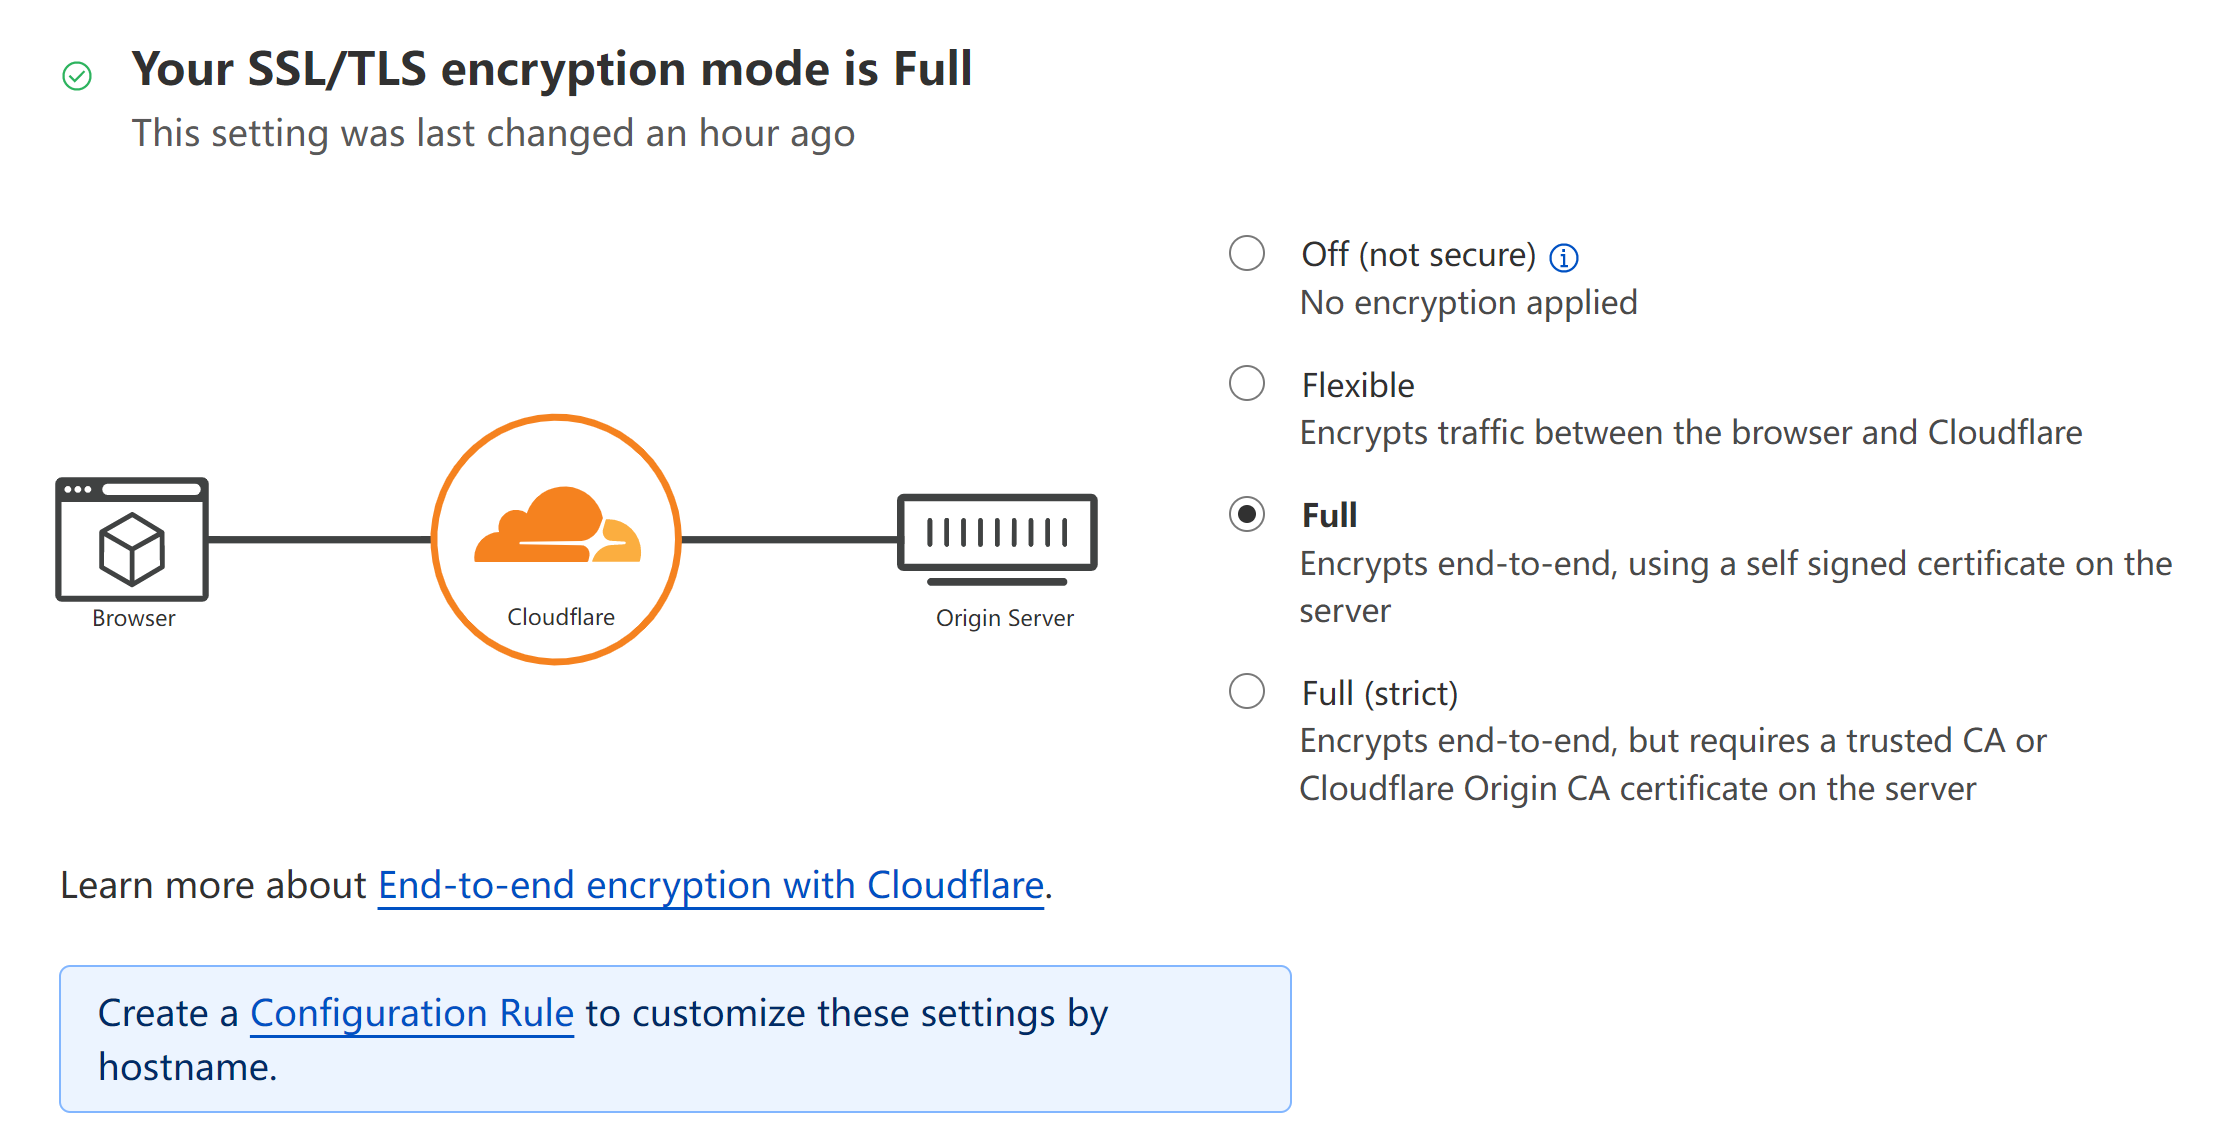 Your SSL/TLS encryption mode is Full
This setting was last changed an hour ago
Off (not secure)
No encryption applied
Flexible
Encrypts traffic between the browser and Cloudflare
Full
Encrypts end-to-end, using a self signed certificate on the
server
Full (strict)
Encrypts end-to-end, but requires a trusted CA or
Cloudflare Origin CA certificate on the server
Browser
Cloudflare
Origin Server
Learn more about End-to-end encryption with Cloudflare.
Create a Configuration Rule to customize these settings by
hostname.